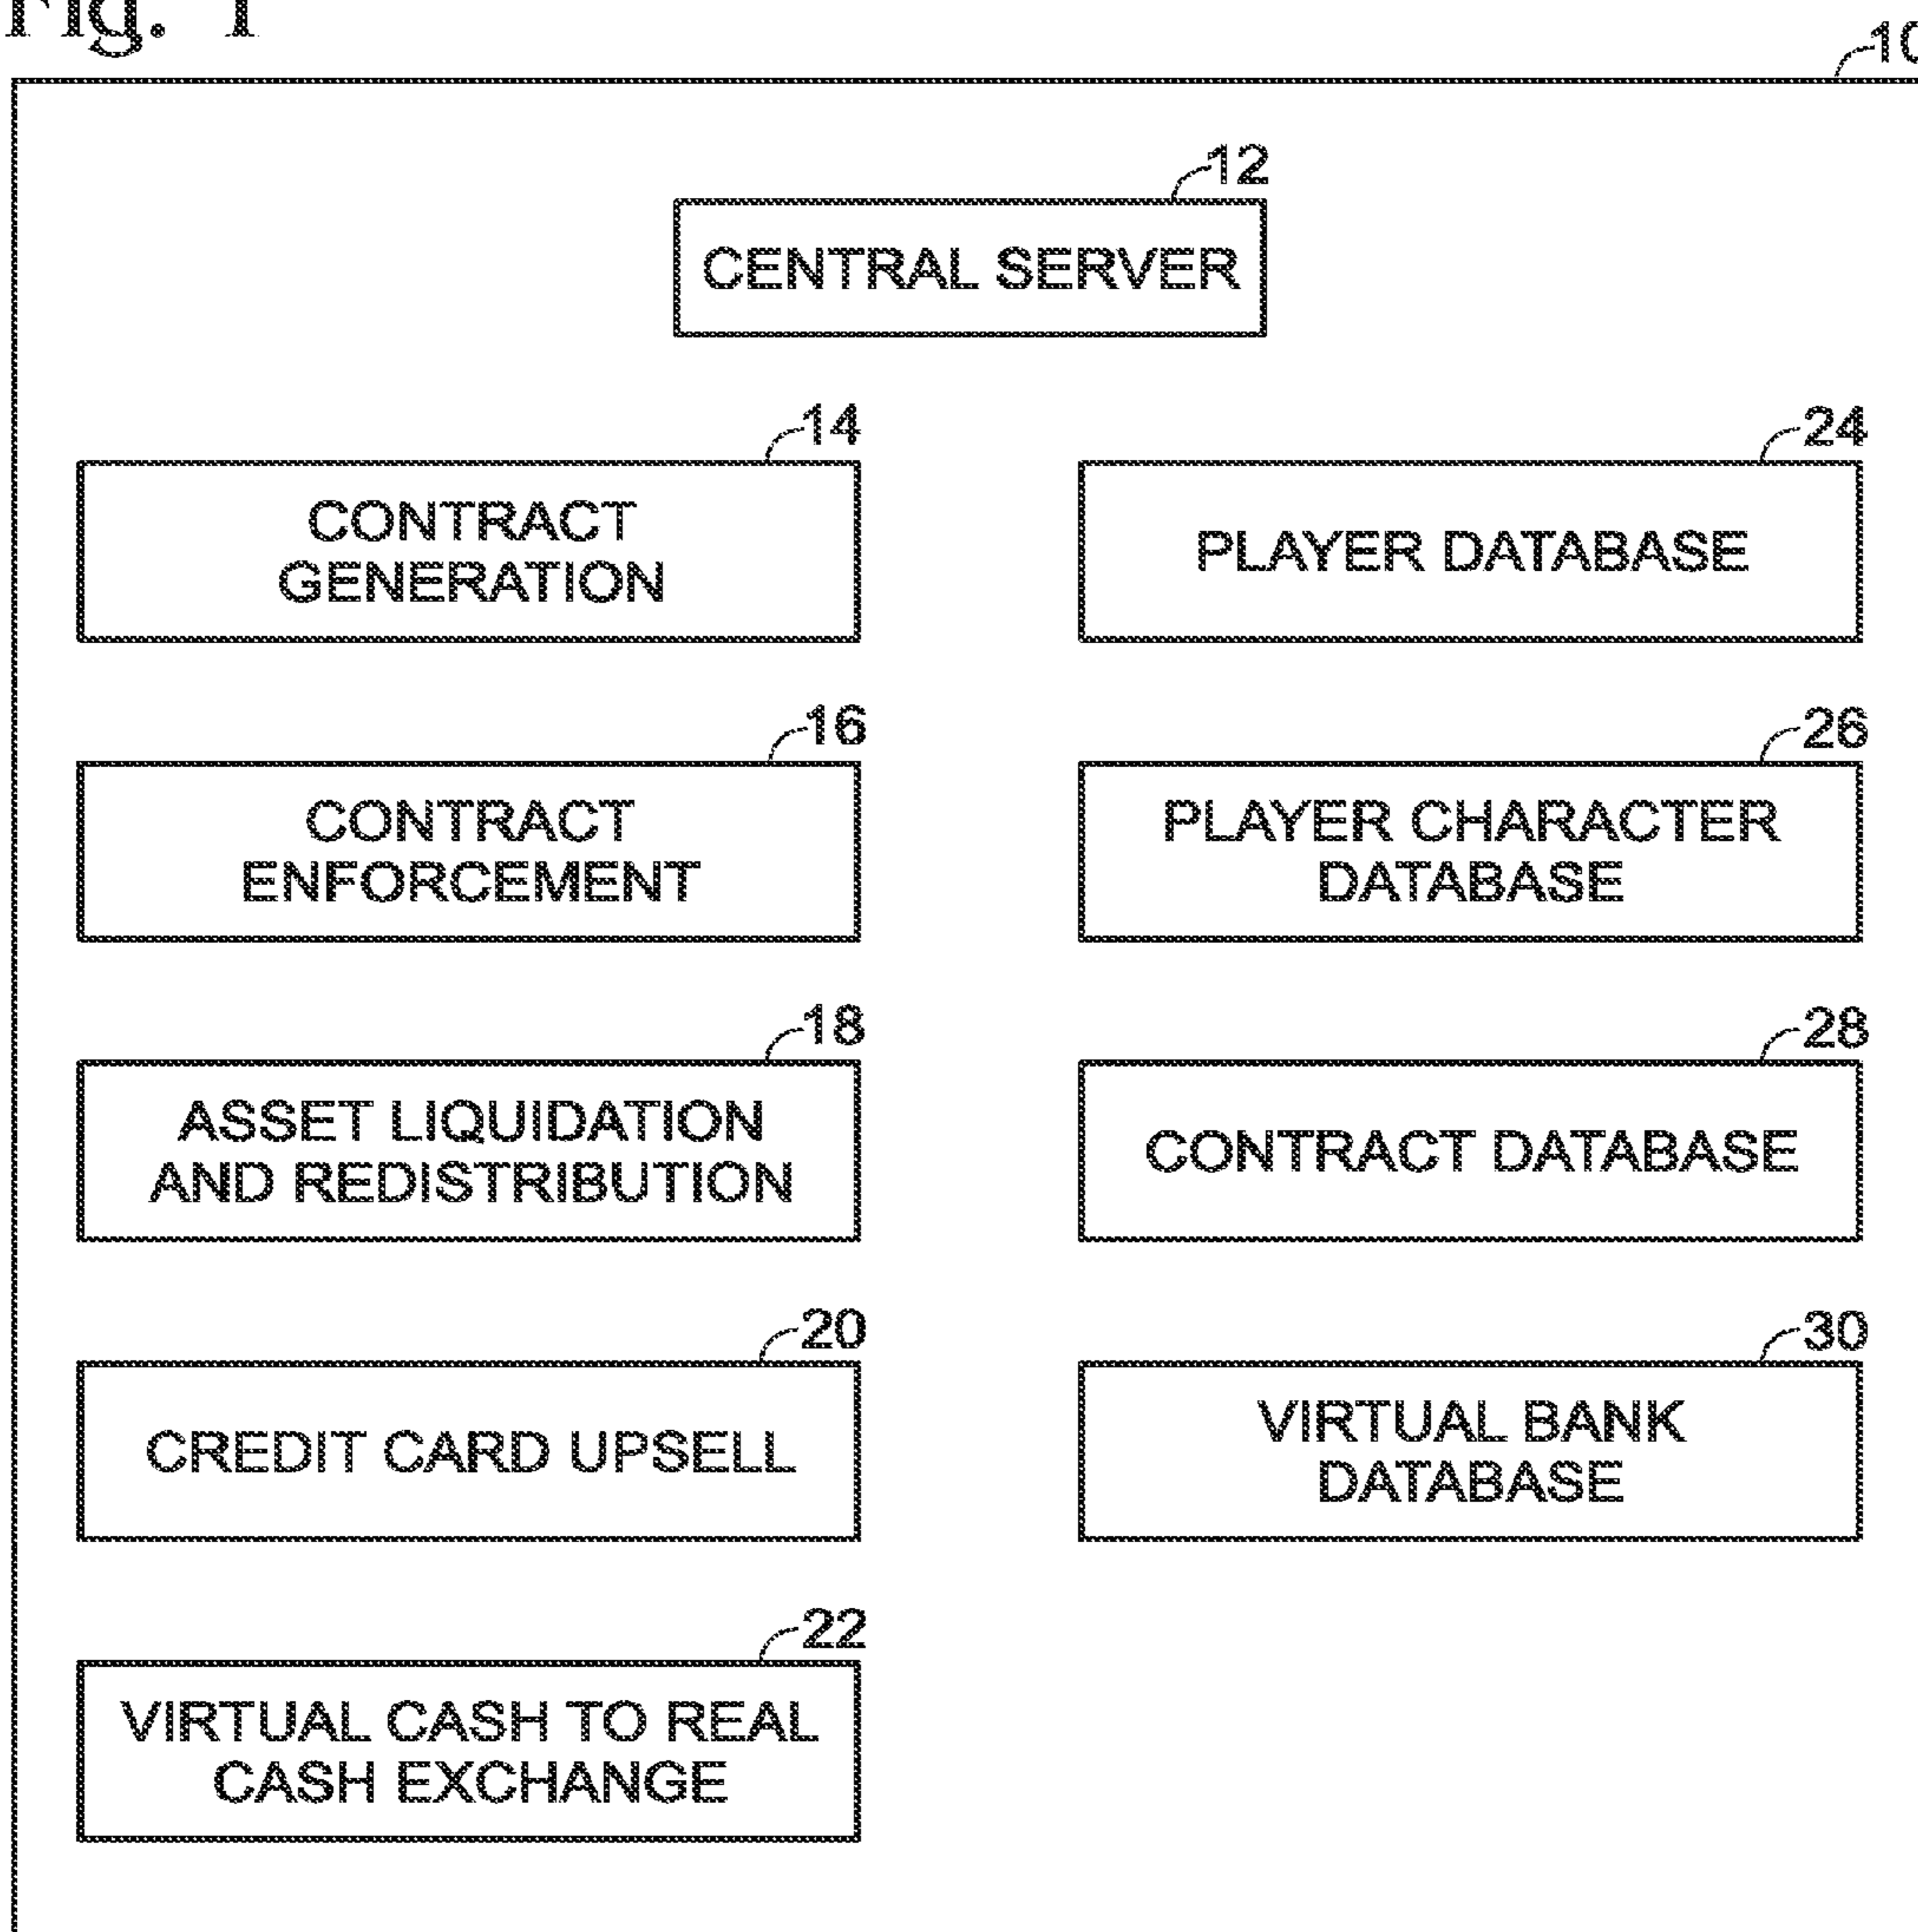 Fig. 1
10
12
CENTRAL SERVER
14
CONTRACT
GENERATION
24
PLAYER DATABASE
16
CONTRACT
ENFORCEMENT
26
PLAYER CHARACTER
DATABASE
18
ASSET LIQUIDATION
AND REDISTRIBUTION
28
CONTRACT DATABASE
20
CREDIT CARD UPSELL
30
VIRTUAL BANK
DATABASE
22
VIRTUAL CASH TO REAL
CASH EXCHANGE